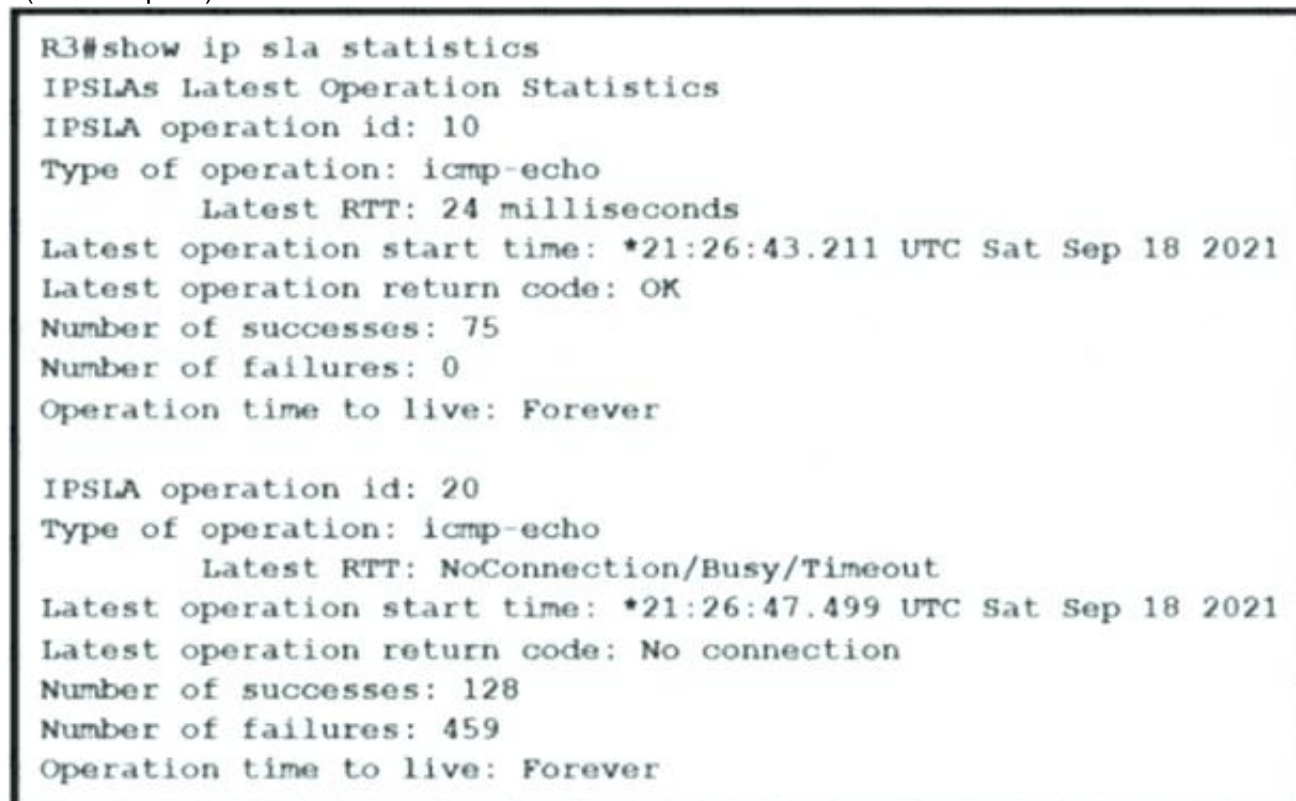 R3#show ip sla statistics
IPSLAs Latest Operation Statistics
IPSLA operation id: 10
Type of operation: icmp-echo
Latest RTT: 24 milliseconds
Latest operation start time: *21:26:43.211 UTC Sat Sep 18 2021
Latest operation return code: OK
Number of successes: 75
Number of failures: 0
Operation time to live: Forever
IPSLA operation id: 20
Type of operation: icmp-echo
Latest RTT: NoConnection/Busy/Timeout
Latest operation start time: *21:26:47.499 UTC Sat Sep 18 2021
Latest operation return code: No connection
Number of successes: 128
Number of failures: 459
Operation time to live: Forever